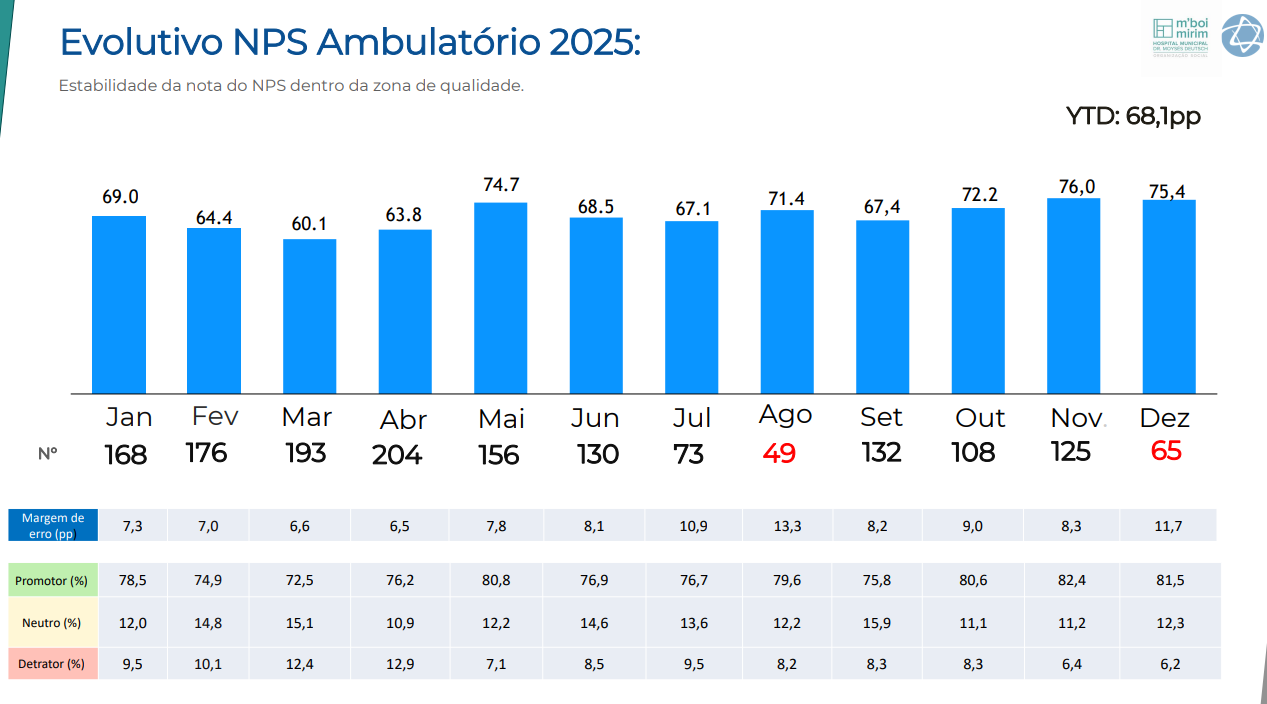 Evolutivo NPS Ambulatório 2025:
Estabilidade da nota do NPS dentro da zona de qualidade.
m'boi
mirim
HOSPITAL MUNICIPAL
DR. MOYSÉS DEUTSCH
ORGANIZAÇÃO SOCIAL
YTD: 68,1pp
69.0 64.4 60.1 63.8 74.7 68.5 67.1 71.4 67,4 72.2 76,0 75,4
Jan Fev Mar Abr Mai Jun Jul Ago Set Out Nov. Dez
Nº 168 176 193 204 156 130 73 49 132 108 125 65
Margem de
erro (pp) 7,3 7,0 6,6 6,5 7,8 8,1 10,9 13,3 8,2 9,0 8,3 11,7
Promotor (%) 78,5 74,9 72,5 76,2 80,8 76,9 76,7 79,6 75,8 80,6 82,4 81,5
Neutro (%) 12,0 14,8 15,1 10,9 12,2 14,6 13,6 12,2 15,9 11,1 11,2 12,3
Detrator (%) 9,5 10,1 12,4 12,9 7,1 8,5 9,5 8,2 8,3 8,3 6,4 6,2